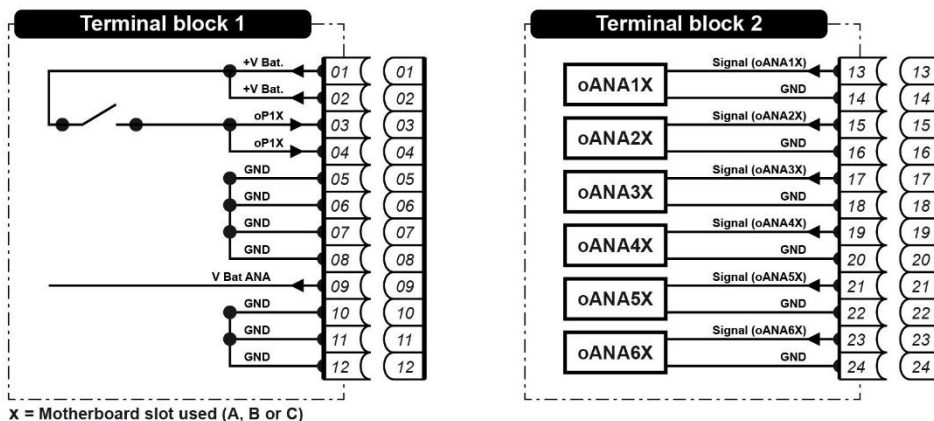 Terminal block 1
+V Bat. 01 01
+V Bat. 02 02
oP1X 03 03
oP1X 04 04
GND 05 05
GND 06 06
GND 07 07
GND 08 08
V Bat ANA 09 09
GND 10 10
GND 11 11
GND 12 12
X = Motherboard slot used (A, B or C)
Terminal block 2
oANA1X Signal (oANA1X) 13 13
GND 14 14
oANA2X Signal (oANA2X) 15 15
GND 16 16
oANA3X Signal (oANA3X) 17 17
GND 18 18
oANA4X Signal (oANA4X) 19 19
GND 20 20
oANA5X Signal (oANA5X) 21 21
GND 22 22
oANA6X Signal (oANA6X) 23 23
GND 24 24